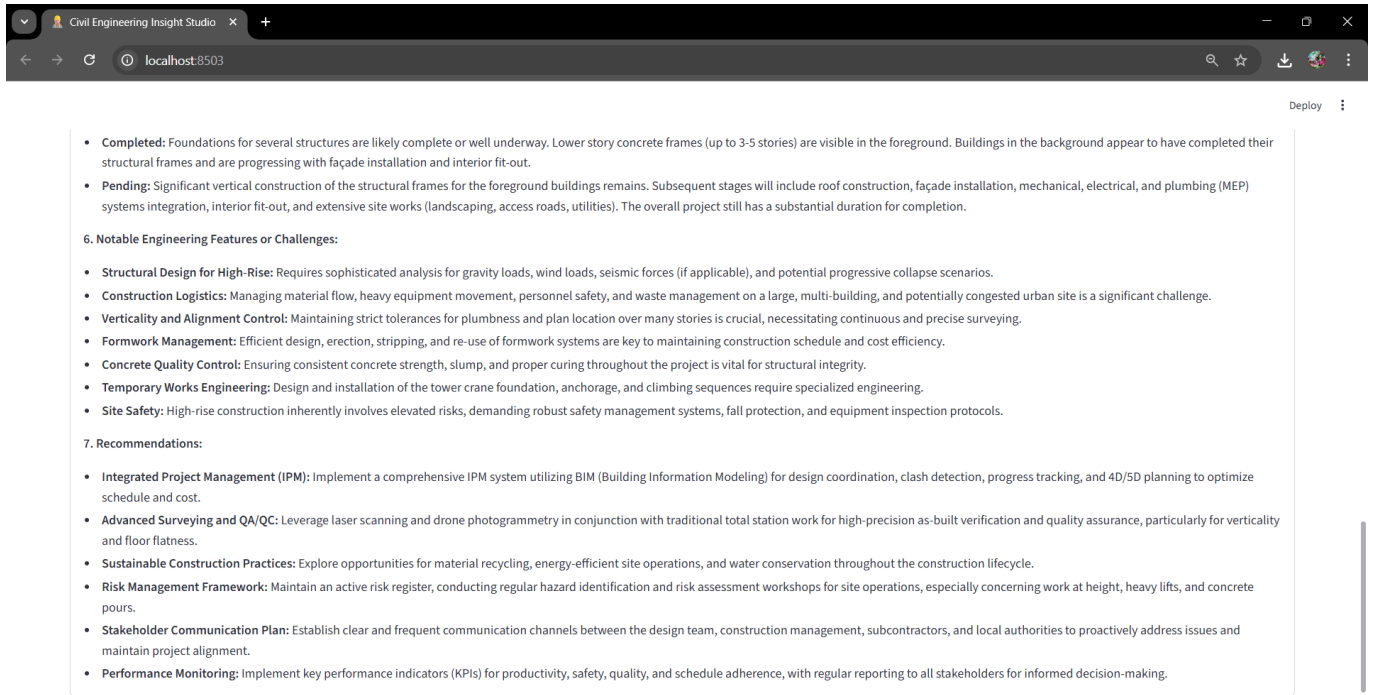 Civil Engineering Insight Studio
localhost:8503
Deploy
Completed: Foundations for several structures are likely complete or well underway. Lower story concrete frames (up to 3-5 stories) are visible in the foreground. Buildings in the background appear to have completed their
structural frames and are progressing with façade installation and interior fit-out.
Pending: Significant vertical construction of the structural frames for the foreground buildings remains. Subsequent stages will include roof construction, façade installation, mechanical, electrical, and plumbing (MEP)
systems integration, interior fit-out, and extensive site works (landscaping, access roads, utilities). The overall project still has a substantial duration for completion.
6. Notable Engineering Features or Challenges:
Structural Design for High-Rise: Requires sophisticated analysis for gravity loads, wind loads, seismic forces (if applicable), and potential progressive collapse scenarios.
Construction Logistics: Managing material flow, heavy equipment movement, personnel safety, and waste management on a large, multi-building, and potentially congested urban site is a significant challenge.
Verticality and Alignment Control: Maintaining strict tolerances for plumbness and plan location over many stories is crucial, necessitating continuous and precise surveying.
Formwork Management: Efficient design, erection, stripping, and re-use of formwork systems are key to maintaining construction schedule and cost efficiency.
Concrete Quality Control: Ensuring consistent concrete strength, slump, and proper curing throughout the project is vital for structural integrity.
Temporary Works Engineering: Design and installation of the tower crane foundation, anchorage, and climbing sequences require specialized engineering.
Site Safety: High-rise construction inherently involves elevated risks, demanding robust safety management systems, fall protection, and equipment inspection protocols.
7. Recommendations:
Integrated Project Management (IPM): Implement a comprehensive IPM system utilizing BIM (Building Information Modeling) for design coordination, clash detection, progress tracking, and 4D/5D planning to optimize
schedule and cost.
Advanced Surveying and QA/QC: Leverage laser scanning and drone photogrammetry in conjunction with traditional total station work for high-precision as-built verification and quality assurance, particularly for verticality
and floor flatness.
Sustainable Construction Practices: Explore opportunities for material recycling, energy-efficient site operations, and water conservation throughout the construction lifecycle.
Risk Management Framework: Maintain an active risk register, conducting regular hazard identification and risk assessment workshops for site operations, especially concerning work at height, heavy lifts, and concrete
pours.
Stakeholder Communication Plan: Establish clear and frequent communication channels between the design team, construction management, subcontractors, and local authorities to proactively address issues and
maintain project alignment.
Performance Monitoring: Implement key performance indicators (KPIs) for productivity, safety, quality, and schedule adherence, with regular reporting to all stakeholders for informed decision-making.